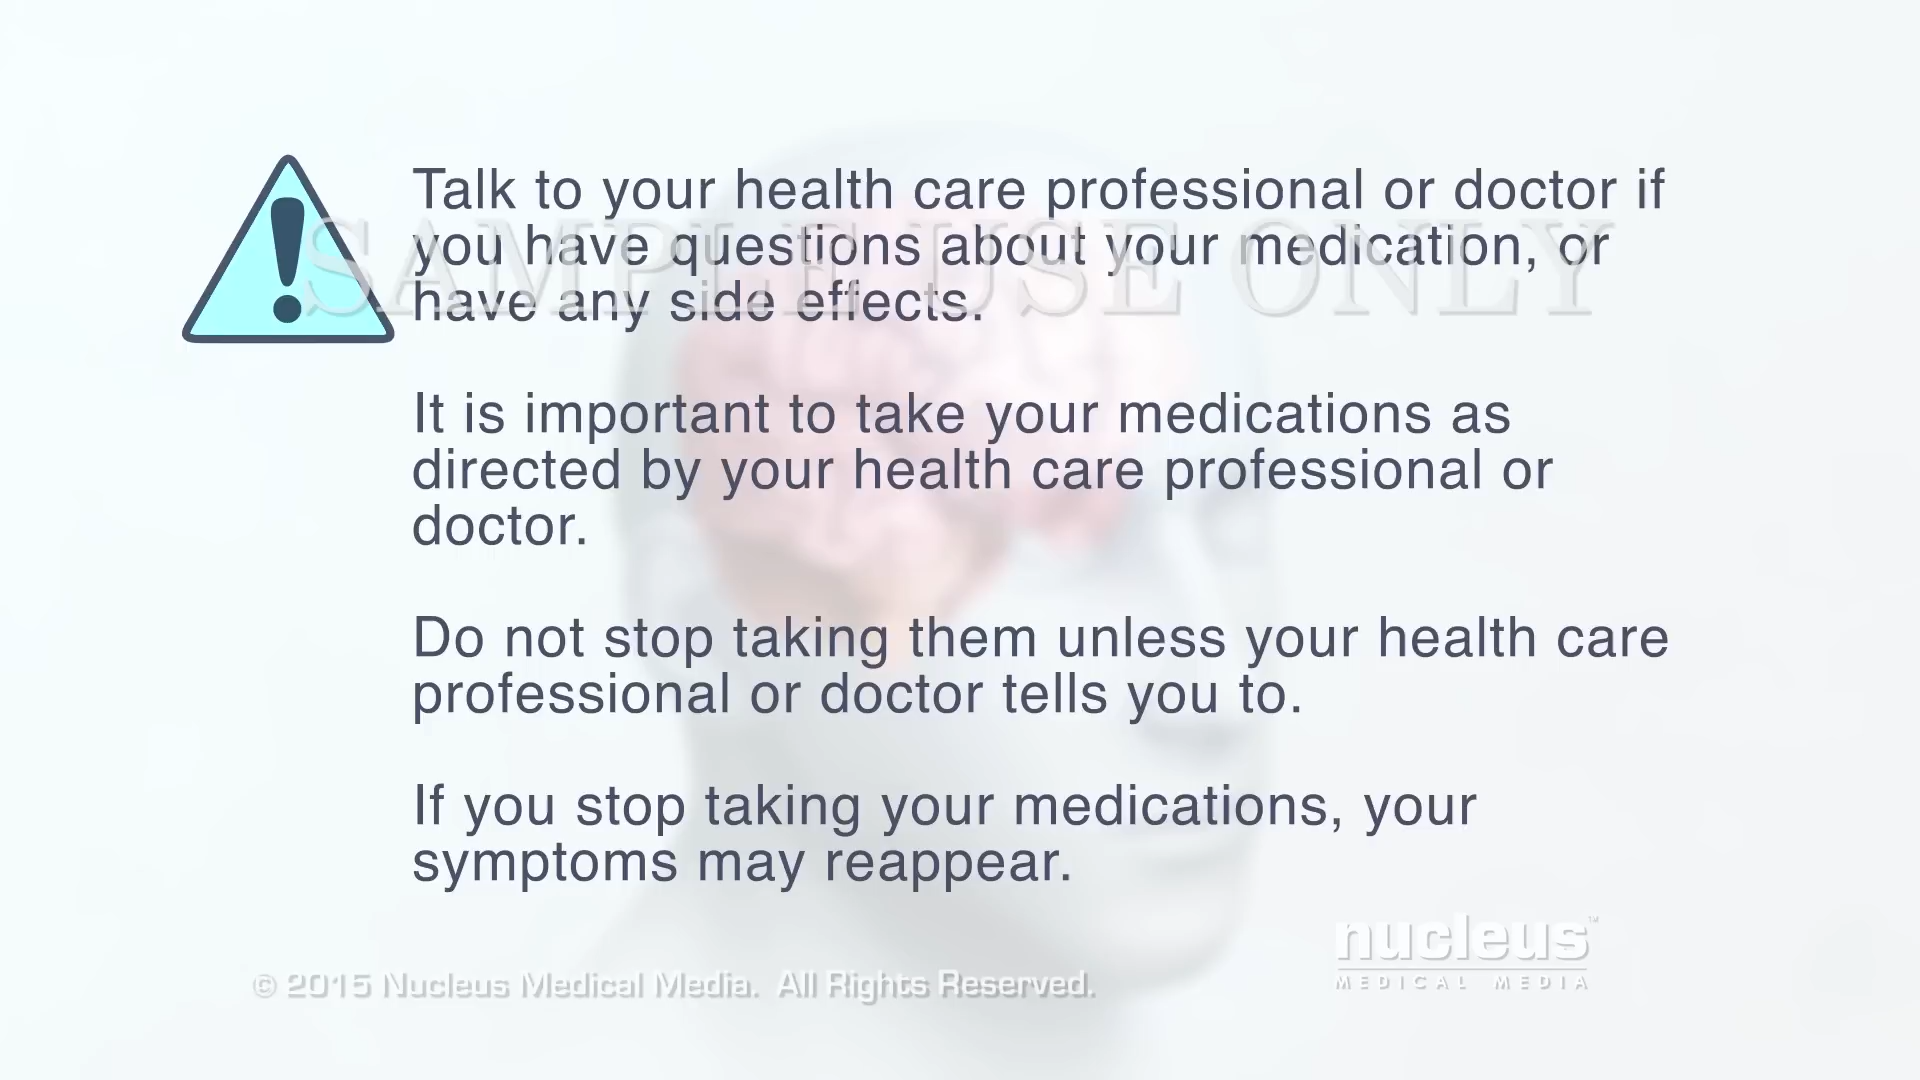 Talk to your health care professional or doctor if
you have questions about your medication, or
have any side effects.
SAMPLE USE ONLY
It is important to take your medications as
directed by your health care professional or
doctor.
Do not stop taking them unless your health care
professional or doctor tells you to.
If you stop taking your medications, your
symptoms may reappear.
nucleus™
MEDICAL MEDIA
© 2015 Nucleus Medical Media. All Rights Reserved.